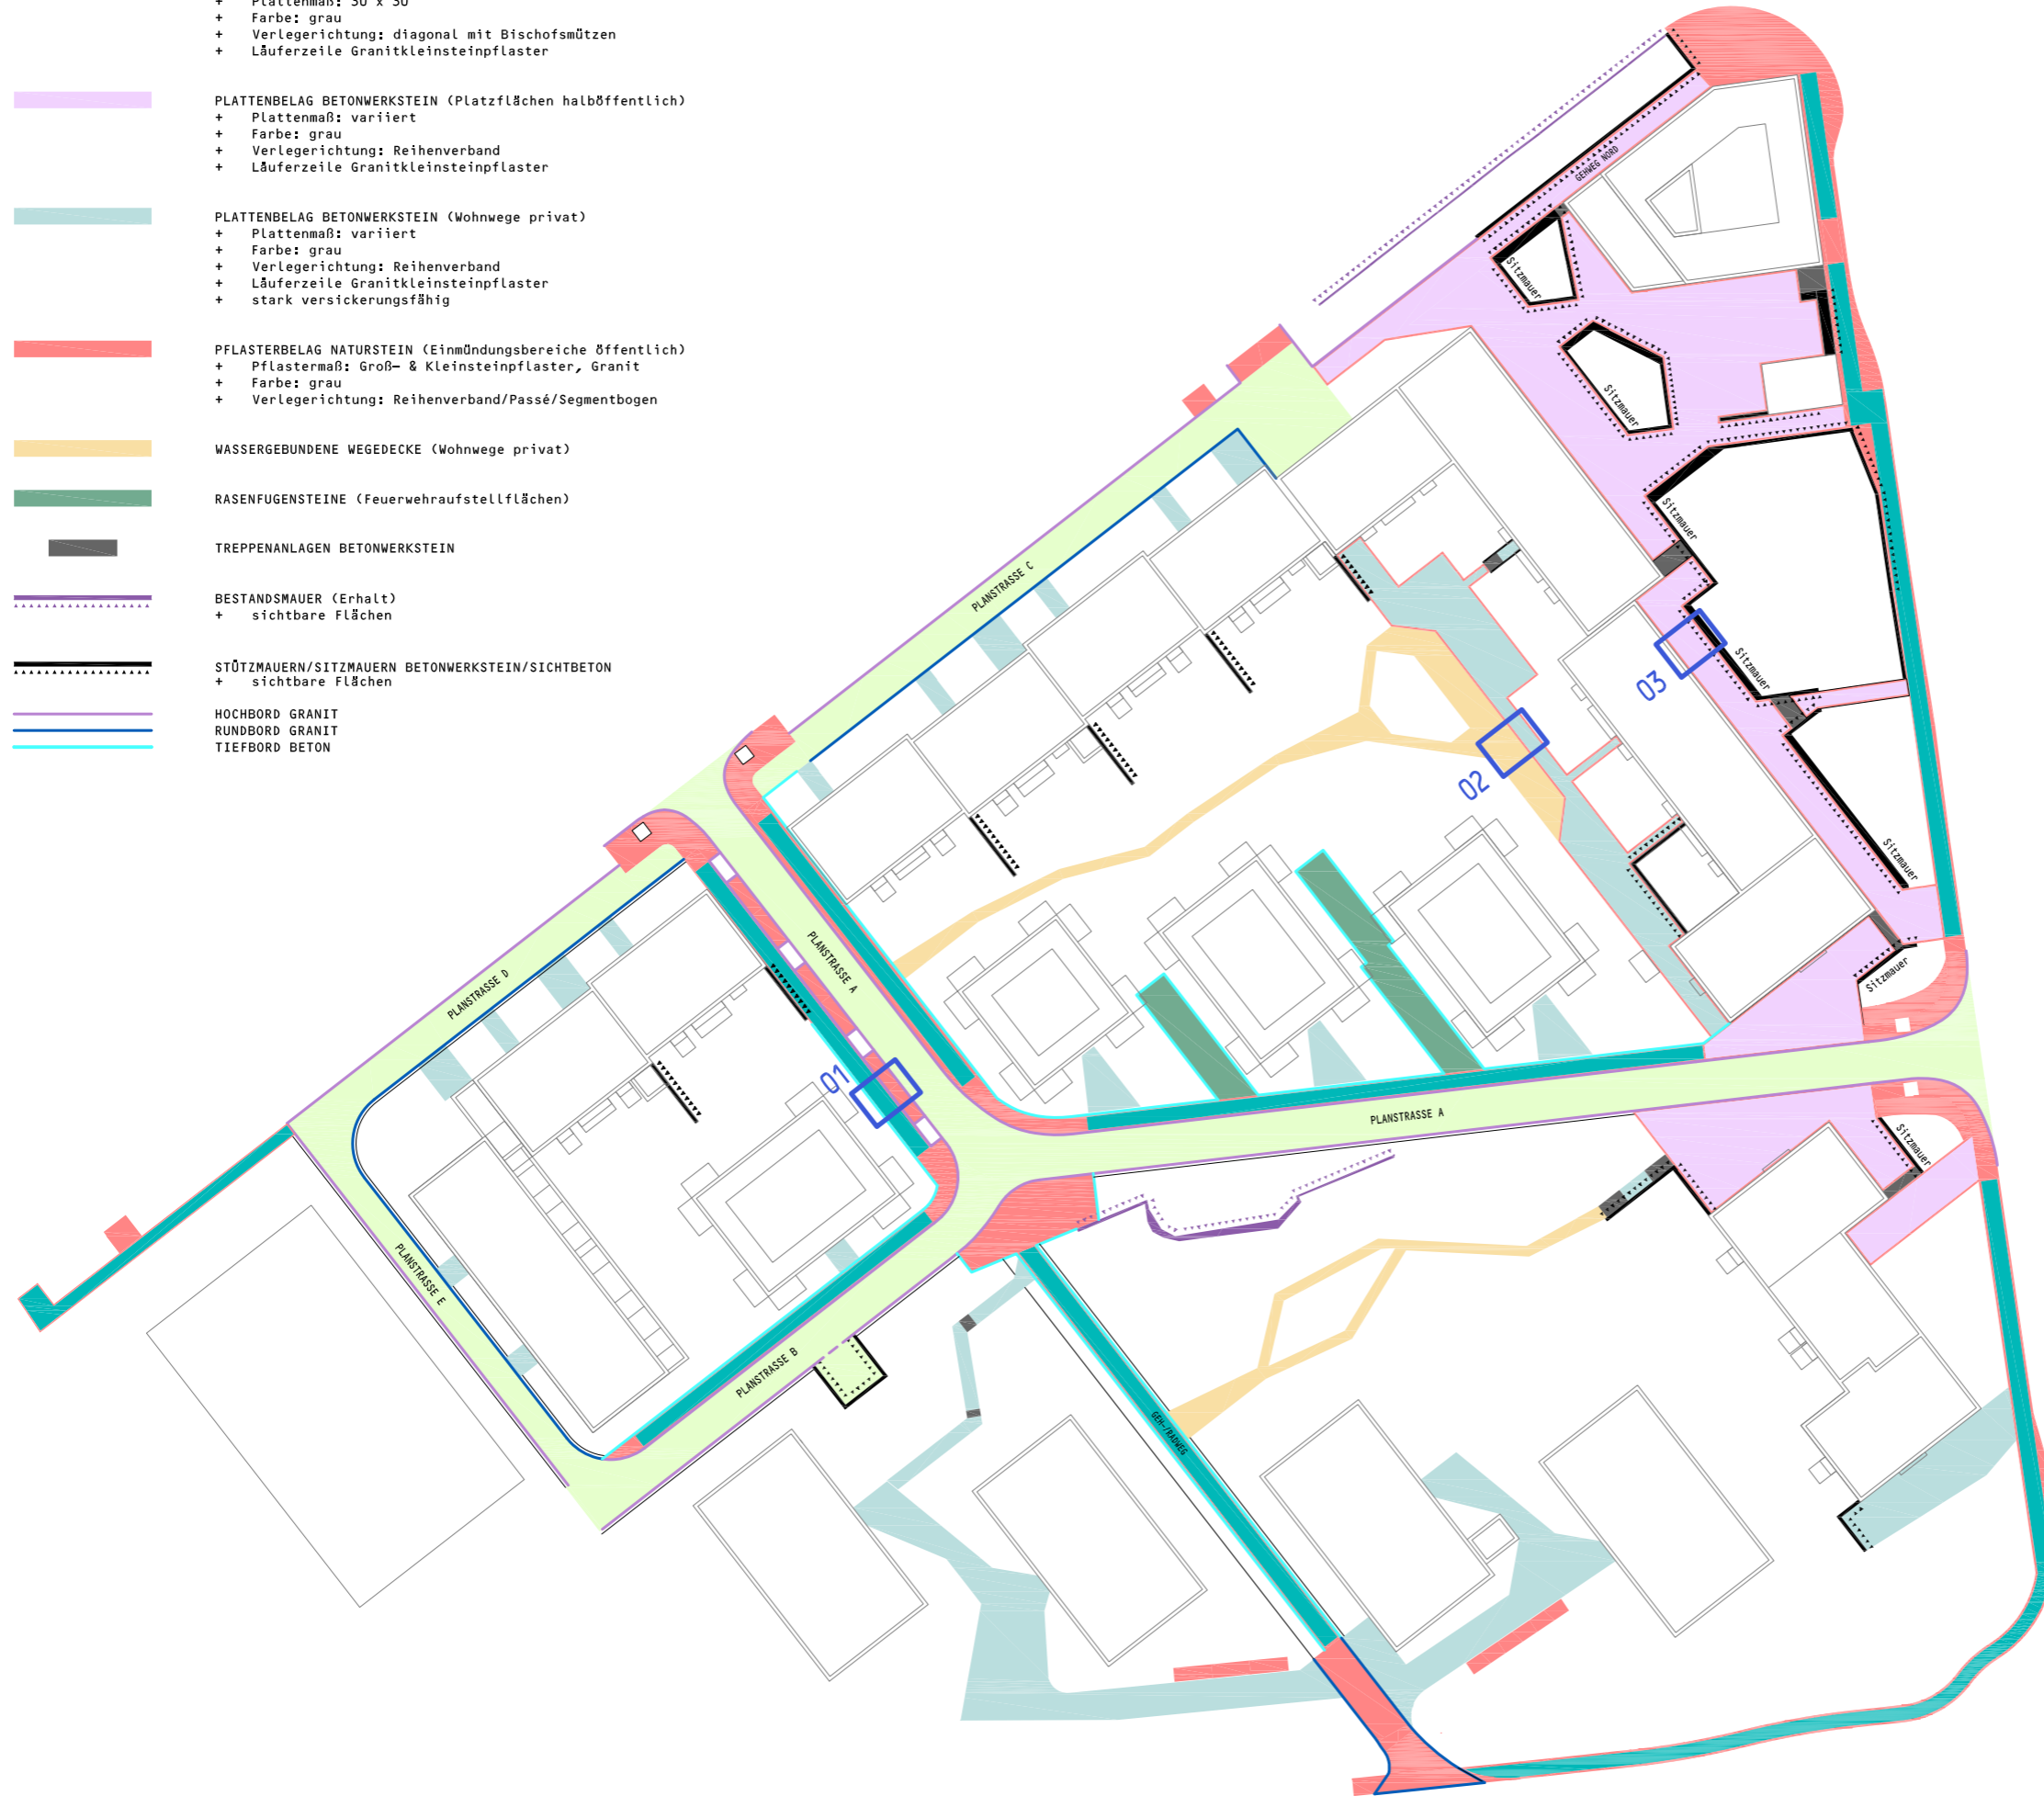 + Plattenmaß: 30 x 30
+ Farbe: grau
+ Verlegerichtung: diagonal mit Bischofsmützen
+ Läuferzeile Granitkleinsteinpflaster
PLATTENBELAG BETONWERKSTEIN (Platzflächen halböffentlich)
+ Plattenmaß: variiert
+ Farbe: grau
+ Verlegerichtung: Reihenverband
+ Läuferzeile Granitkleinsteinpflaster
PLATTENBELAG BETONWERKSTEIN (Wohnwege privat)
+ Plattenmaß: variiert
+ Farbe: grau
+ Verlegerichtung: Reihenverband
+ Läuferzeile Granitkleinsteinpflaster
+ stark versickerungsfähig
PFLASTERBELAG NATURSTEIN (Einmündungsbereiche öffentlich)
+ Pflastermaß: Groß- & Kleinsteinpflaster, Granit
+ Farbe: grau
+ Verlegerichtung: Reihenverband/Passé/Segmentbogen
WASSERGEBUNDENE WEGEDECKE (Wohnwege privat)
RASENFUGENSTEINE (Feuerwehraufstellflächen)
TREPPENANLAGEN BETONWERKSTEIN
BESTANDSMAUER (Erhalt)
+ sichtbare Flächen
STÜTZMAUERN/SITZMAUERN BETONWERKSTEIN/SICHTBETON
+ sichtbare Flächen
HOCHBORD GRANIT
RUNDBORD GRANIT
TIEFBORD BETON
GEHWEG NORD
Sitzmauer
Sitzmauer
Sitzmauer
PLANSTRASSE C
03
Sitzmauer
02
Sitzmauer
PLANSTRASSE A
PLANSTRASSE D
Sitzmauer
01
PLANSTRASSE A
Sitzmauer
PLANSTRASSE E
PLANSTRASSE B
GEH-/RADWEG